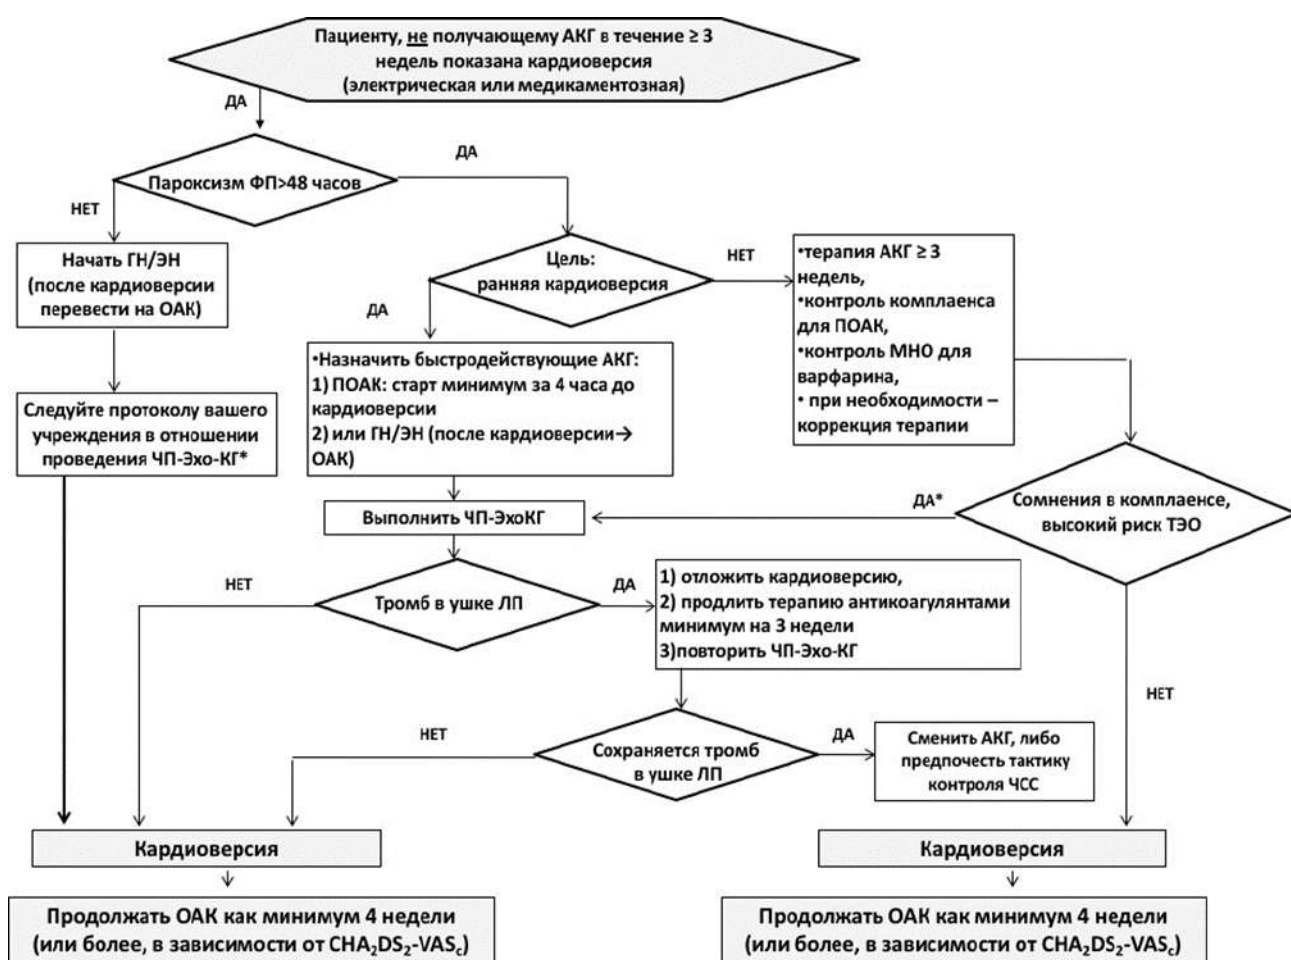 Пациенту, не получающему АКГ в течение ≥ 3
недель показана кардиоверсия
(электрическая или медикаментозная)
ДА
Пароксизм ФП>48 часов
ДА
НЕТ
Начать ГН/ЭН
(после кардиоверсии
перевести на ОАК)
Следуйте протоколу вашего
учреждения в отношении
проведения ЧП-Эхо-КГ*
Цель:
ранняя кардиоверсия
НЕТ
ДА
•терапия АКГ ≥ 3
недель,
•контроль комплаенса
для ПОАК,
•контроль МНО для
варфарина,
• при необходимости –
коррекция терапии
•Назначить быстродействующие АКГ:
1) ПОАК: старт минимум за 4 часа до
кардиоверсии
2) или ГН/ЭН (после кардиоверсии→
ОАК)
Выполнить ЧП-ЭхоКГ
ДА*
Сомнения в комплаенсе,
высокий риск ТЭО
НЕТ
Тромб в ушке ЛП
ДА
1) отложить кардиоверсию,
2) продлить терапию антикоагулянтами
минимум на 3 недели
3)повторить ЧП-Эхо-КГ
НЕТ
НЕТ
Сохраняется тромб
в ушке ЛП
ДА
Сменить АКГ, либо
предпочесть тактику
контроля ЧСС
Кардиоверсия
Кардиоверсия
Продолжать ОАК как минимум 4 недели
(или более, в зависимости от CHA₂DS₂-VASc)
Продолжать ОАК как минимум 4 недели
(или более, в зависимости от CHA₂DS₂-VASc)